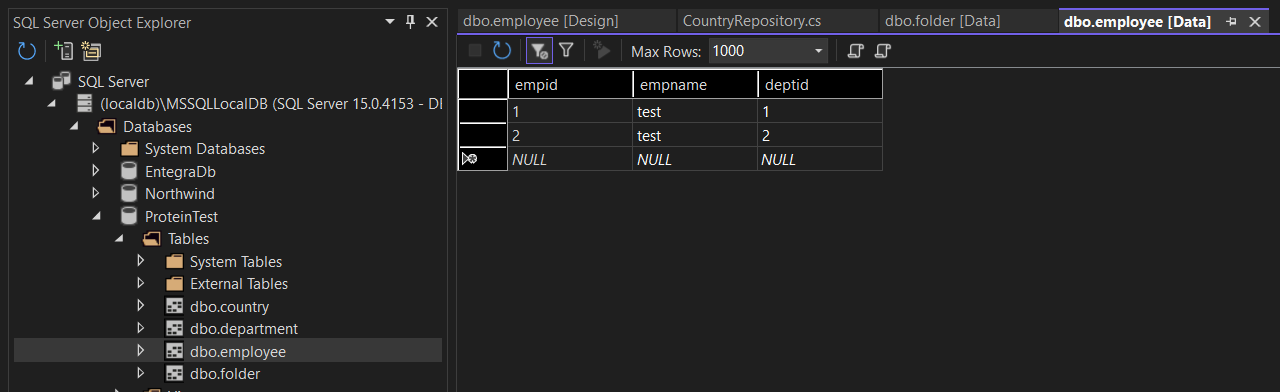 SQL Server Object Explorer
SQL Server
(localdb)\MSSQLLocalDB (SQL Server 15.0.4153 - DE
Databases
System Databases
EntegraDb
Northwind
ProteinTest
Tables
System Tables
External Tables
dbo.country
dbo.department
dbo.employee
dbo.folder
dbo.employee [Design] CountryRepository.cs dbo.folder [Data] dbo.employee [Data]
Max Rows: 1000
empid empname deptid
1 test 1
2 test 2
NULL NULL NULL